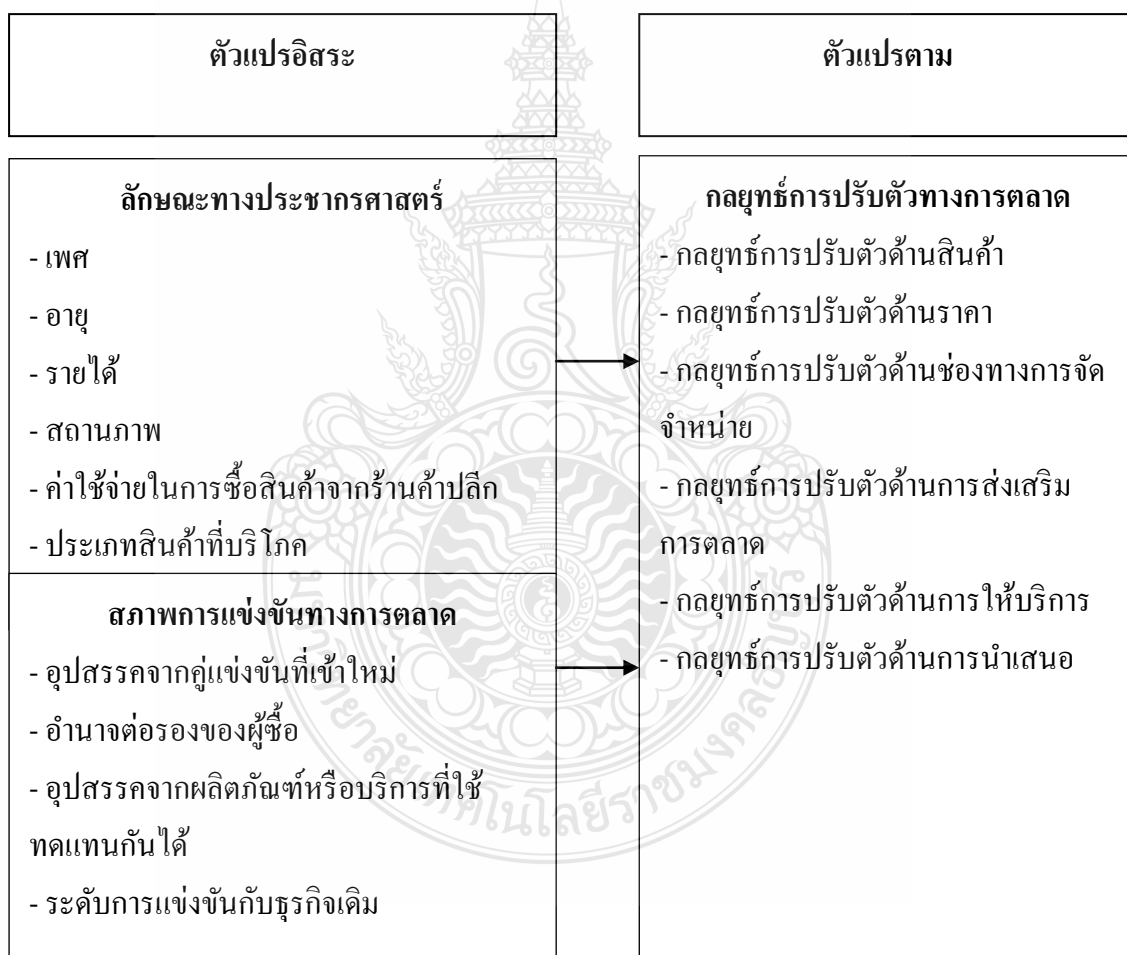 ตัวแปรอิสระ
ตัวแปรตาม
ลักษณะทางประชากรศาสตร์
- เพศ
- อายุ
- รายได้
- สถานภาพ
- ค่าใช้จ่ายในการซื้อสินค้าจากร้านค้าปลีก
- ประเภทสินค้าที่บริโภค
สภาพการแข่งขันทางการตลาด
- อุปสรรคจากคู่แข่งขันที่เข้าใหม่
- อำนาจต่อรองของผู้ซื้อ
- อุปสรรคจากผลิตภัณฑ์หรือบริการที่ใช้
ทดแทนกันได้
- ระดับการแข่งขันกับธุรกิจเดิม
กลยุทธ์การปรับตัวทางการตลาด
- กลยุทธ์การปรับตัวด้านสินค้า
- กลยุทธ์การปรับตัวด้านราคา
- กลยุทธ์การปรับตัวด้านช่องทางการจัด
จำหน่าย
- กลยุทธ์การปรับตัวด้านการส่งเสริม
การตลาด
- กลยุทธ์การปรับตัวด้านการให้บริการ
- กลยุทธ์การปรับตัวด้านการนำเสนอ